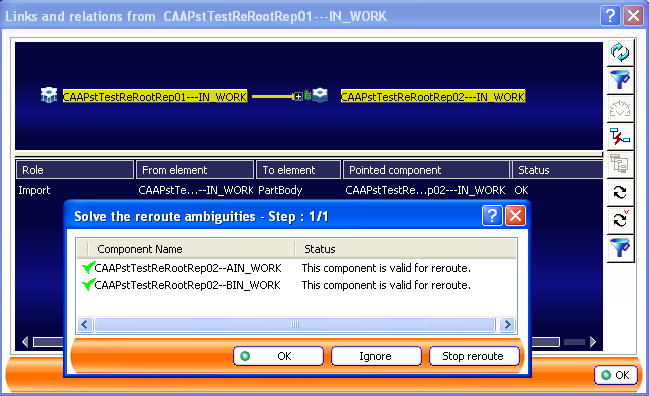 Links and relations from CAAPstTestReRootRep01---IN_WORK
CAAPstTestReRootRep01---IN_WORK CAAPstTestReRootRep02---IN_WORK
Role From element To element Pointed component Status
Import CAAPstTe...--IN_WORK PartBody CAAPstTestRe...p02---IN_WORK OK
Solve the reroute ambiguities - Step : 1/1
Component Name Status
CAAPstTestReRootRep02--AIN_WORK This component is valid for reroute.
CAAPstTestReRootRep02--BIN_WORK This component is valid for reroute.
OK Ignore Stop reroute
OK